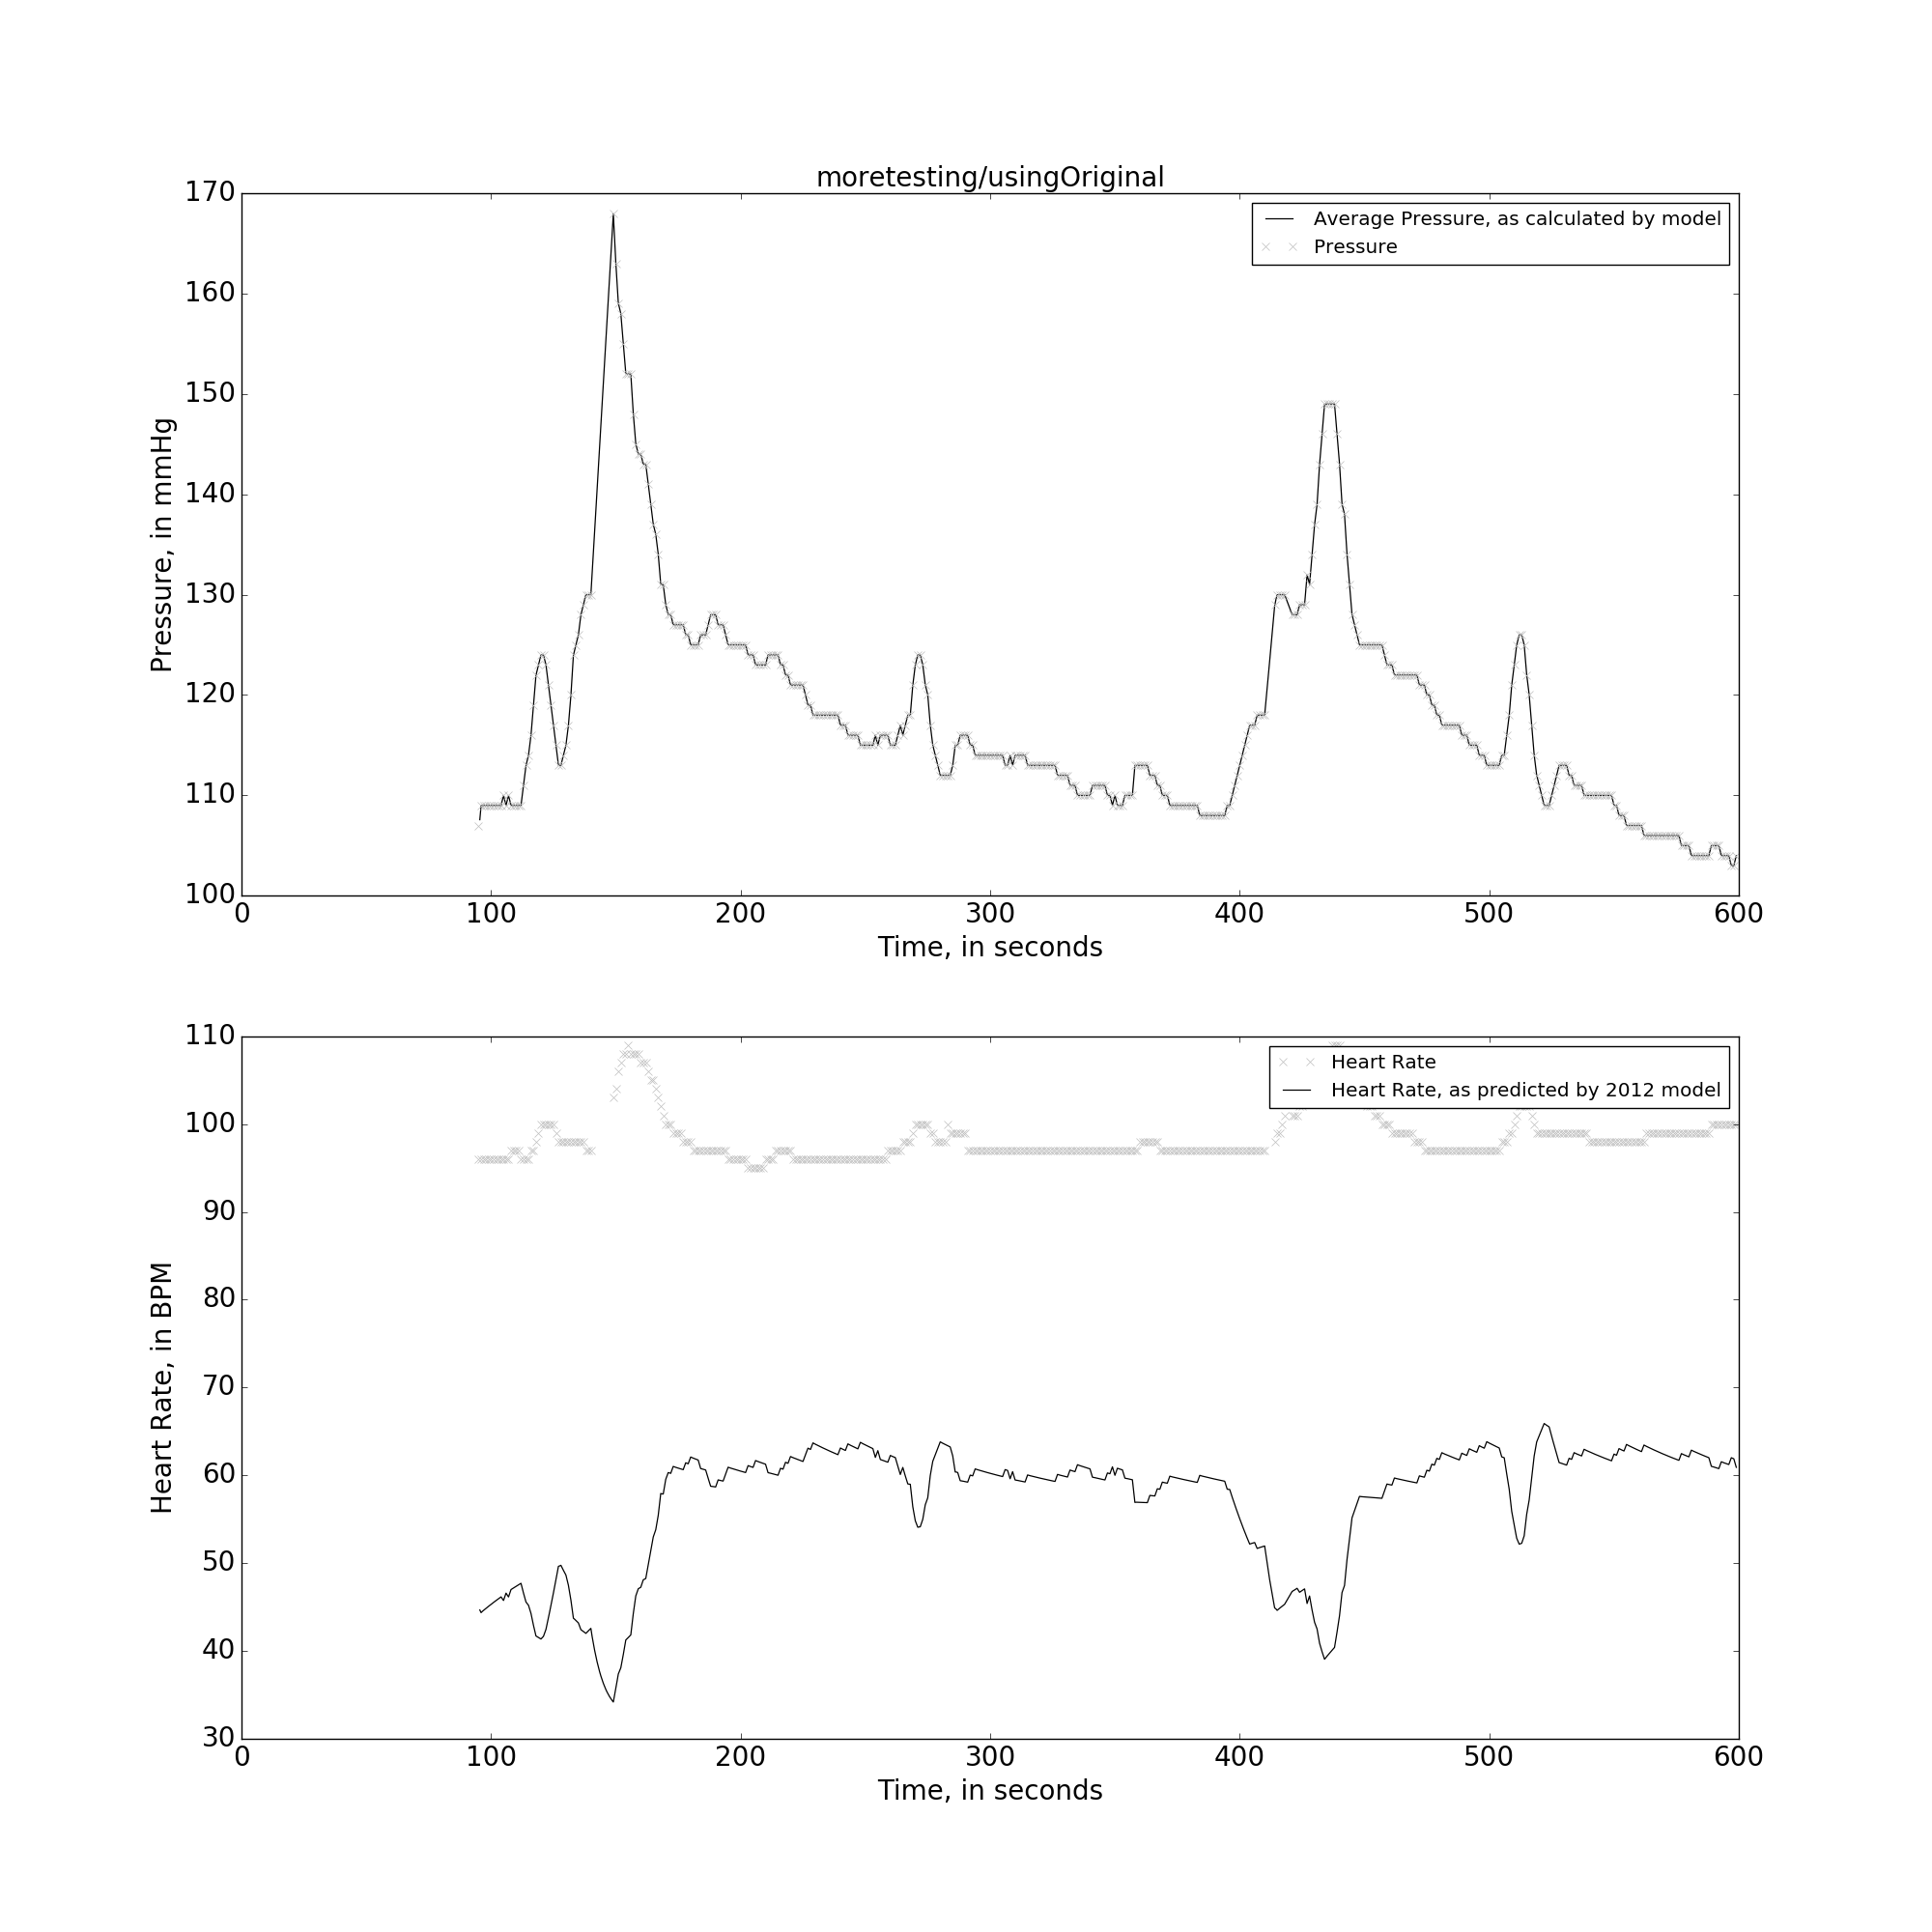 moretesting/usingOriginal
170
160
150
140
130
120
110
100
Pressure, in mmHg
Average Pressure, as calculated by model
Pressure
0 100 200 300 400 500 600
Time, in seconds
110
100
90
80
70
60
50
40
30
Heart Rate, in BPM
Heart Rate
Heart Rate, as predicted by 2012 model
0 100 200 300 400 500 600
Time, in seconds